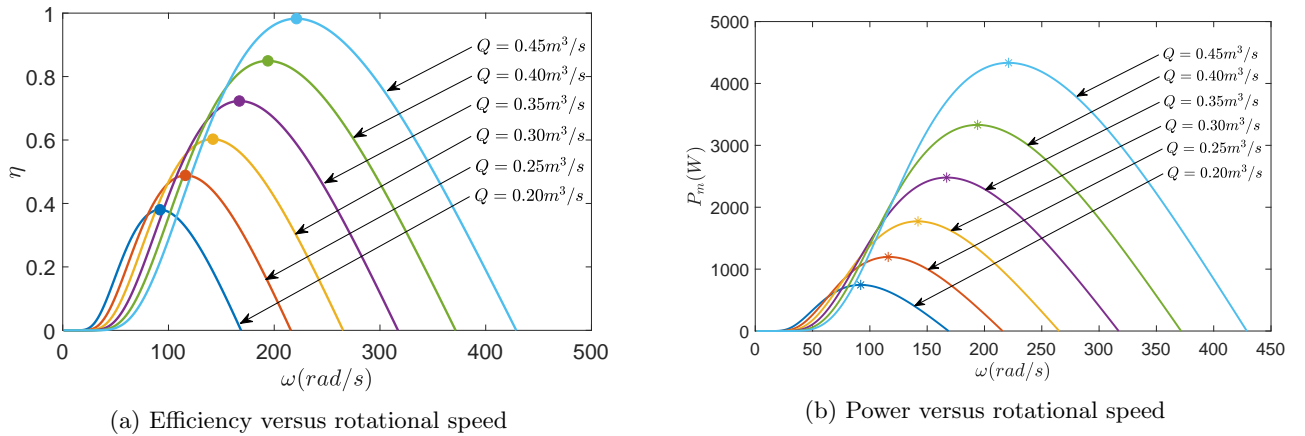 1
0.8
0.6
0.4
0.2
0
η
0 100 200 300 400 500
ω(rad/s)
Q = 0.45m³/s
Q = 0.40m³/s
Q = 0.35m³/s
Q = 0.30m³/s
Q = 0.25m³/s
Q = 0.20m³/s
(a) Efficiency versus rotational speed
5000
4000
3000
2000
1000
0
Pₘ(W)
0 50 100 150 200 250 300 350 400 450
ω(rad/s)
Q = 0.45m³/s
Q = 0.40m³/s
Q = 0.35m³/s
Q = 0.30m³/s
Q = 0.25m³/s
Q = 0.20m³/s
(b) Power versus rotational speed